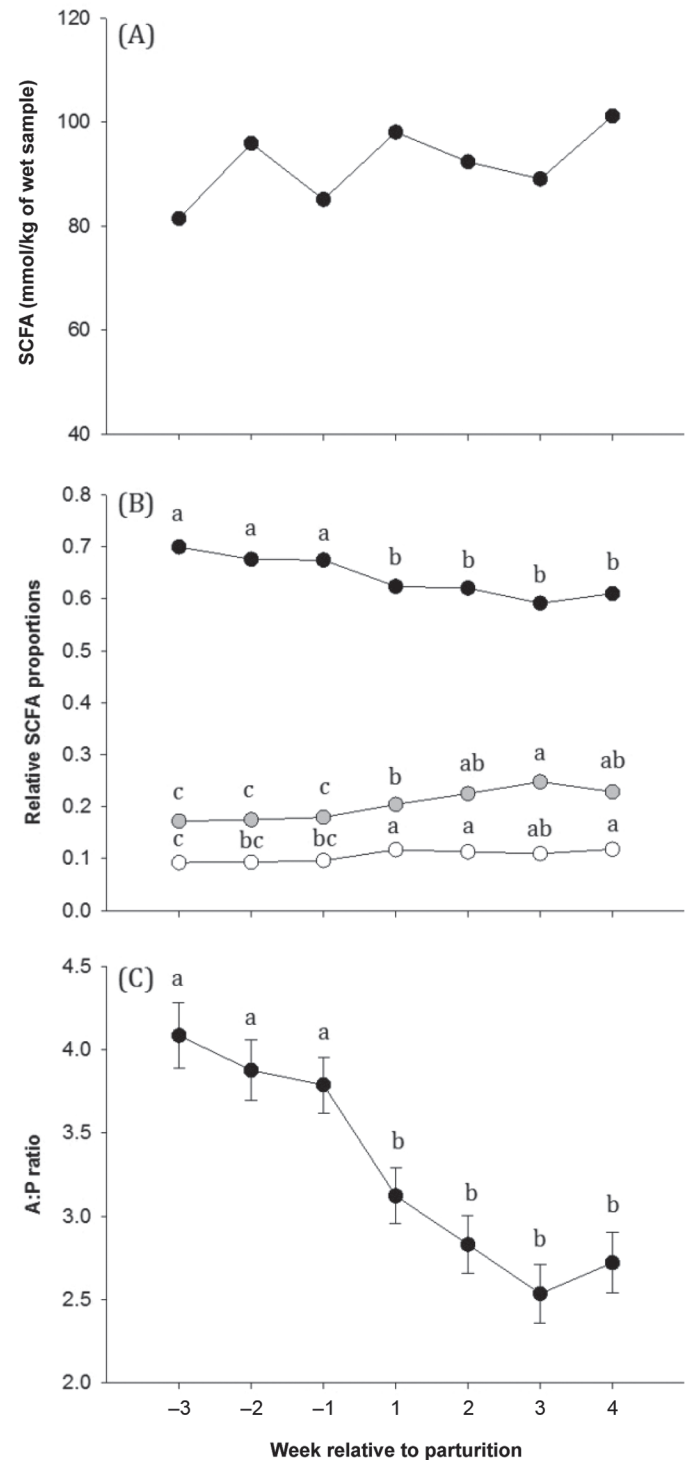 (A)
SCFA (mmol/kg of wet sample)
120
100
80
60
40
(B)
Relative SCFA proportions
0.8
0.7
0.6
0.5
0.4
0.3
0.2
0.1
0.0
a a a b b b b
c c c b ab a ab
c bc bc a a ab a
(C)
A:P ratio
4.5
4.0
3.5
3.0
2.5
2.0
a a a b b b b
–3 –2 –1 1 2 3 4
Week relative to parturition